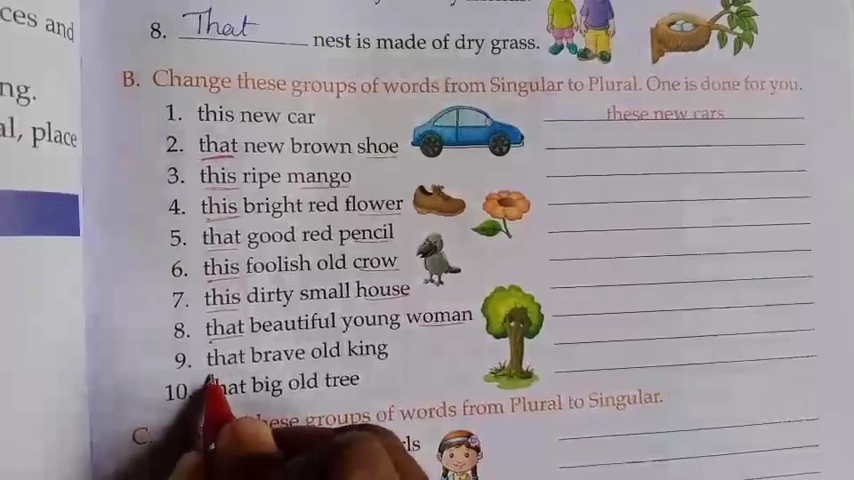 ces and
ng.
al, place
8. That nest is made of dry grass.
B. Change these groups of words from Singular to Plural. One is done for you.
1. this new car these new cars
2. that new brown shoe
3. this ripe mango
4. this bright red flower
5. that good red pencil
6. this foolish old crow
7. this dirty small house
8. that beautiful young woman
9. that brave old king
10. that big old tree
C. these groups of words from Plural to Singular.
rls